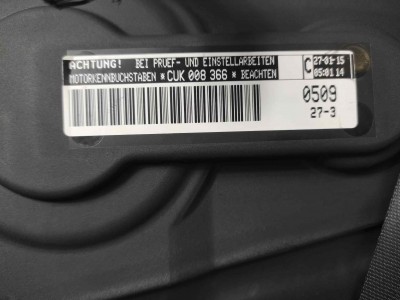 ACHTUNG! BEI PRUEF- UND EINSTELLARBEITEN
MOTORKENNBUCHSTABEN *CUK 008 366* BEACHTEN
C 27-01-15
05:01 14
0509
27-3